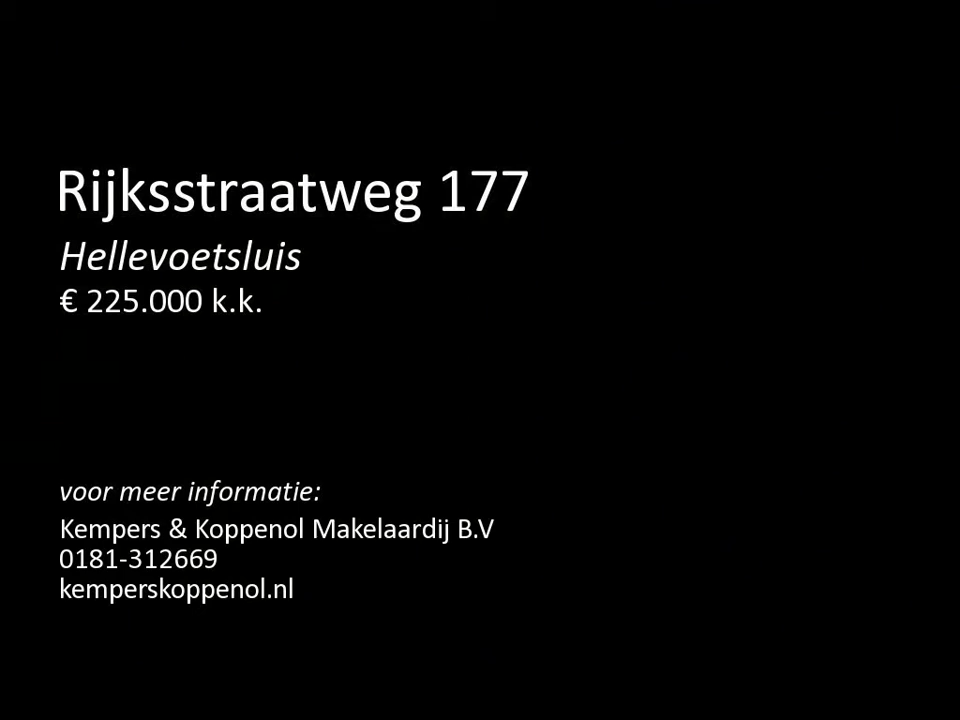 Rijksstraatweg 177
Hellevoetsluis
€ 225.000 k.k.
voor meer informatie:
Kempers & Koppenol Makelaardij B.V
0181-312669
kemperskoppenol.nl